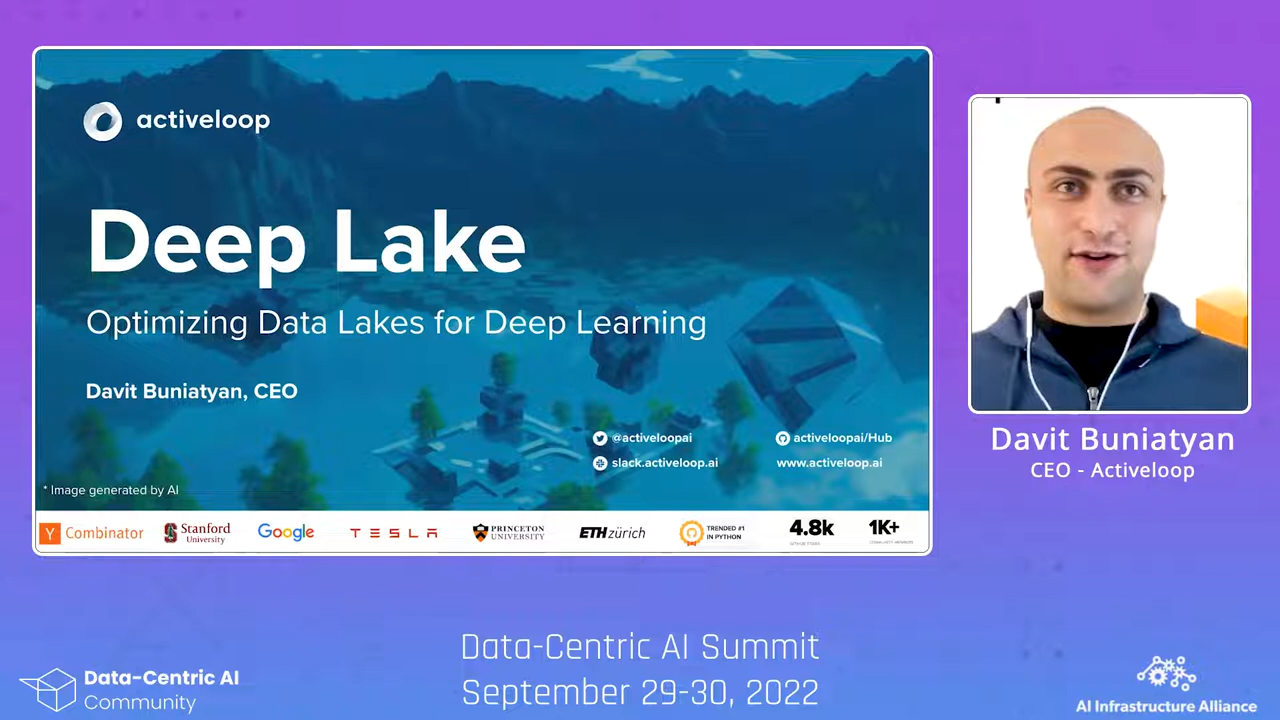 activeloop
Deep Lake
Optimizing Data Lakes for Deep Learning
Davit Buniatyan, CEO
@activeloopai
activeloopai/Hub
slack.activeloop.ai
www.activeloop.ai
* Image generated by AI
Y Combinator
Stanford
University
Google
TESLA
PRINCETON
UNIVERSITY
ETHzürich
TRENDED #1
IN PYTHON
4.8k
1K+
COMMUNITY MEMBERS
Davit Buniatyan
CEO - Activeloop
Data-Centric AI Summit
September 29-30, 2022
Data-Centric AI
Community
AI Infrastructure Alliance